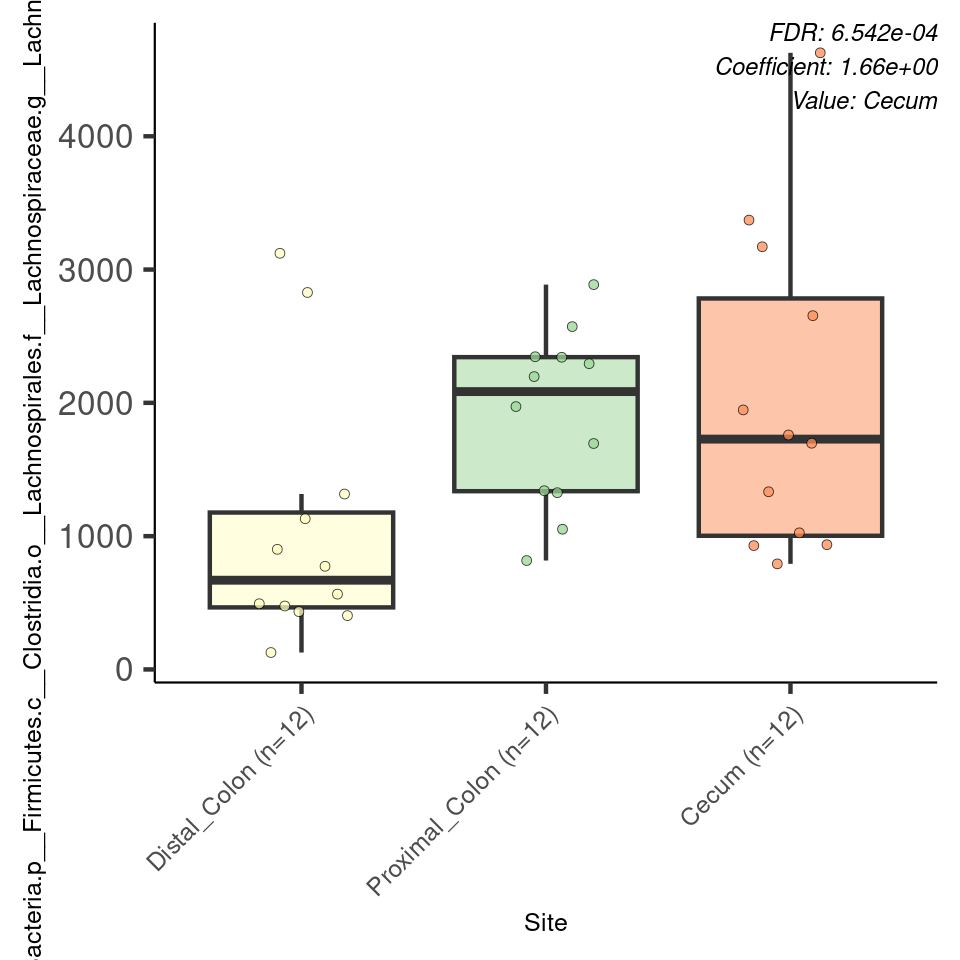 FDR: 6.542e-04
Coefficient: 1.66e+00
Value: Cecum
acteria.p__Firmicutes.c__Clostridia.o__Lachnospirales.f__Lachnospiraceae.g__Lachn
4000
3000
2000
1000
0
Distal_Colon (n=12)
Proximal_Colon (n=12)
Cecum (n=12)
Site